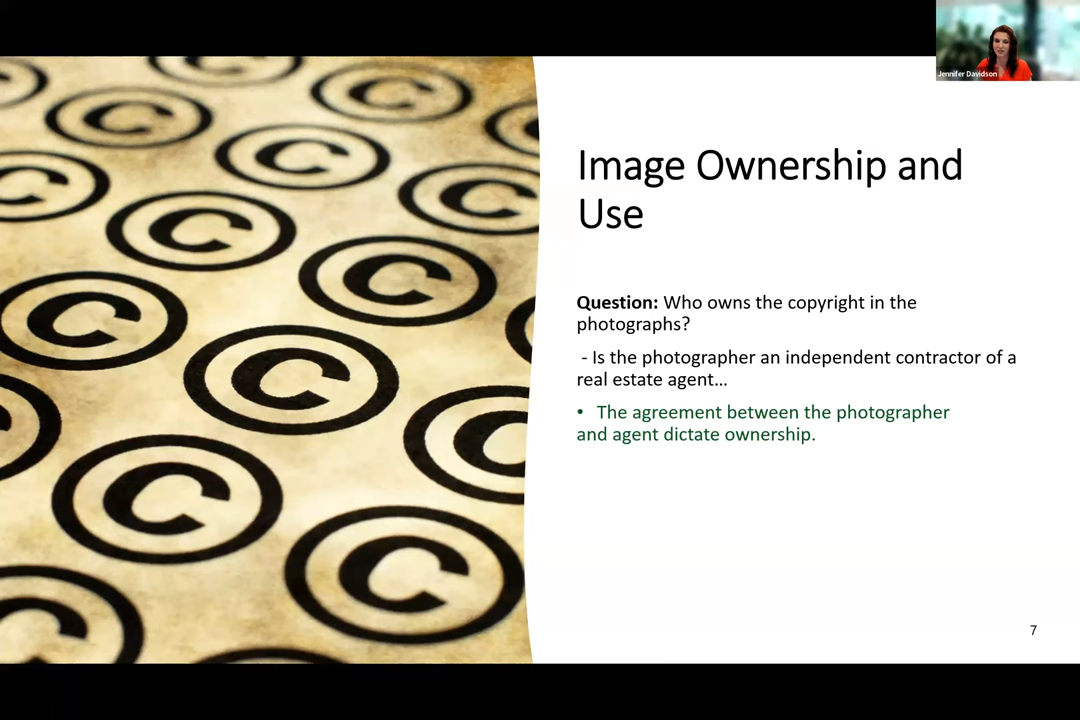 Jennifer Davidson
Image Ownership and
Use
Question: Who owns the copyright in the
photographs?
- Is the photographer an independent contractor of a
real estate agent…
• The agreement between the photographer
and agent dictate ownership.
7